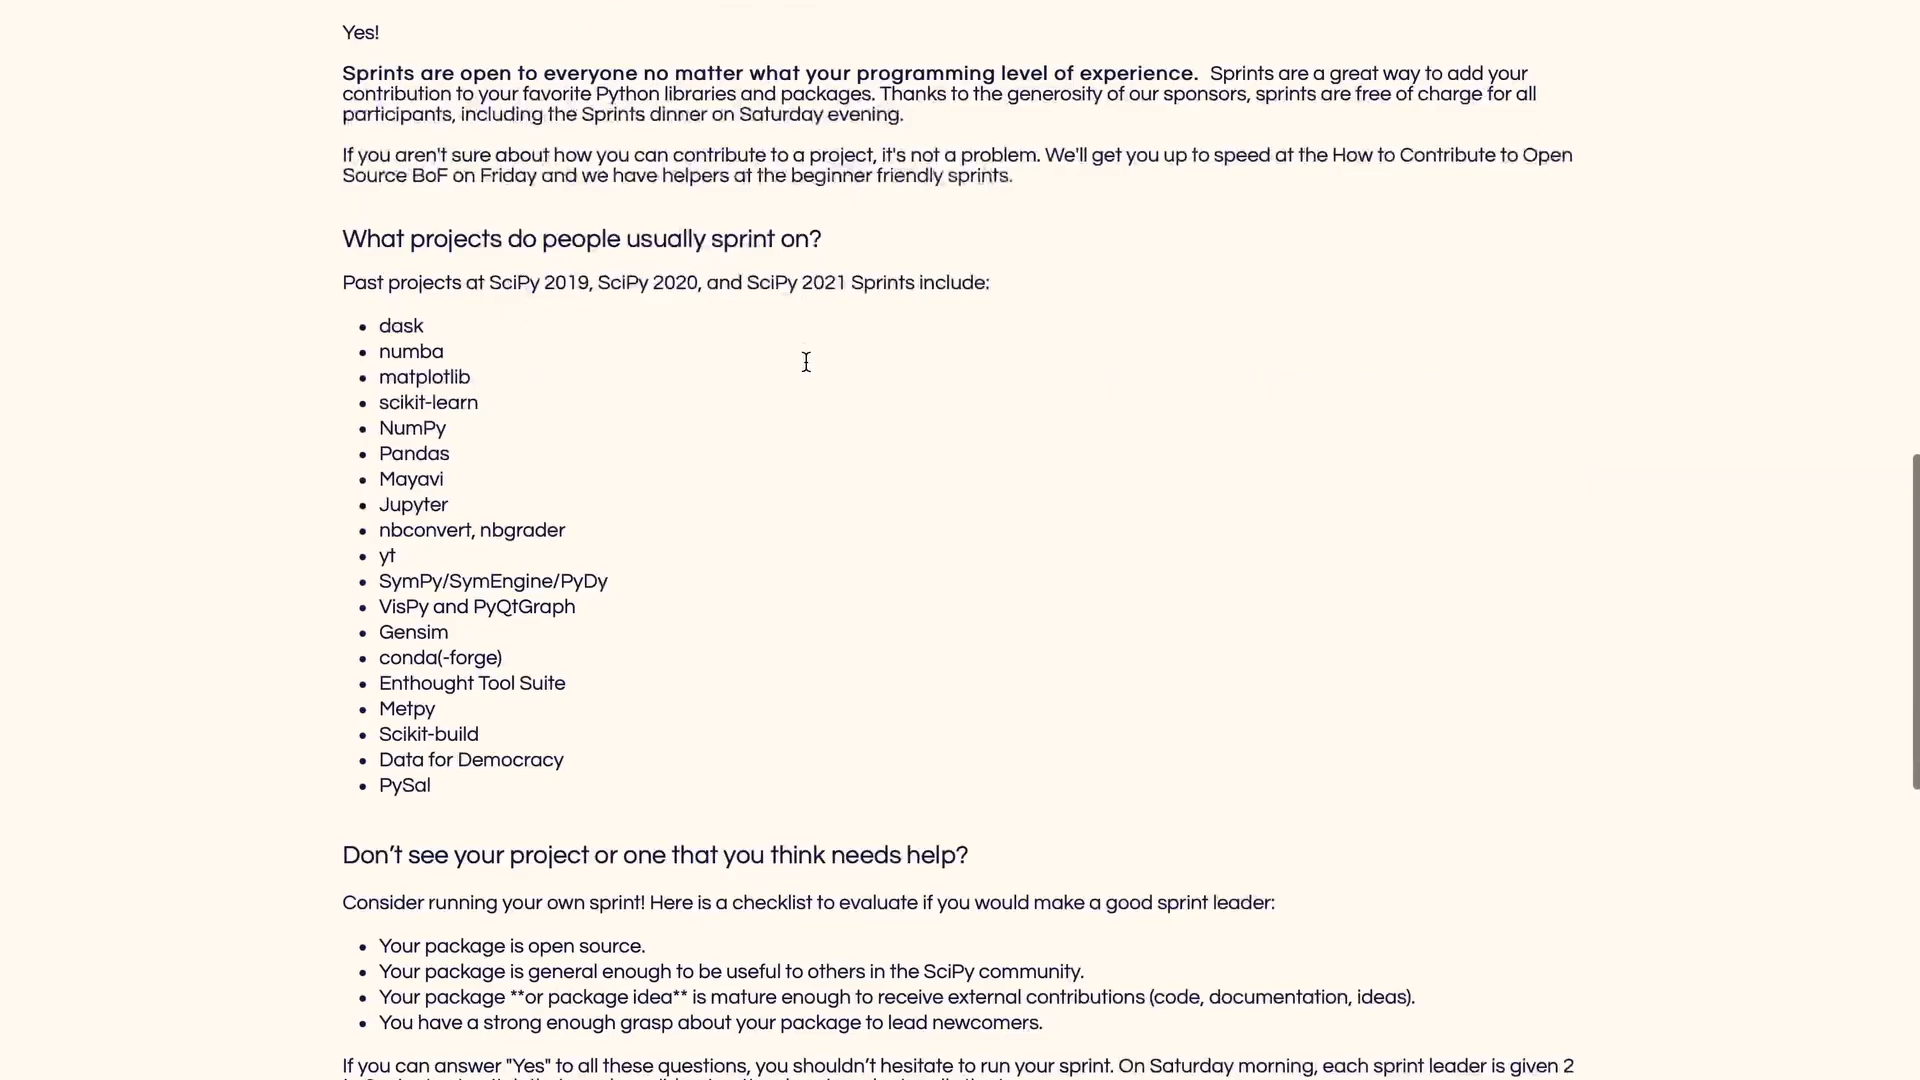 Yes!
Sprints are open to everyone no matter what your programming level of experience. Sprints are a great way to add your
contribution to your favorite Python libraries and packages. Thanks to the generosity of our sponsors, sprints are free of charge for all
participants, including the Sprints dinner on Saturday evening.
If you aren't sure about how you can contribute to a project, it's not a problem. We'll get you up to speed at the How to Contribute to Open
Source BoF on Friday and we have helpers at the beginner friendly sprints.
What projects do people usually sprint on?
Past projects at SciPy 2019, SciPy 2020, and SciPy 2021 Sprints include:
• dask
• numba
• matplotlib
• scikit-learn
• NumPy
• Pandas
• Mayavi
• Jupyter
• nbconvert, nbgrader
• yt
• SymPy/SymEngine/PyDy
• VisPy and PyQtGraph
• Gensim
• conda(-forge)
• Enthought Tool Suite
• Metpy
• Scikit-build
• Data for Democracy
• PySal
Don’t see your project or one that you think needs help?
Consider running your own sprint! Here is a checklist to evaluate if you would make a good sprint leader:
• Your package is open source.
• Your package is general enough to be useful to others in the SciPy community.
• Your package **or package idea** is mature enough to receive external contributions (code, documentation, ideas).
• You have a strong enough grasp about your package to lead newcomers.
If you can answer "Yes" to all these questions, you shouldn’t hesitate to run your sprint. On Saturday morning, each sprint leader is given 2